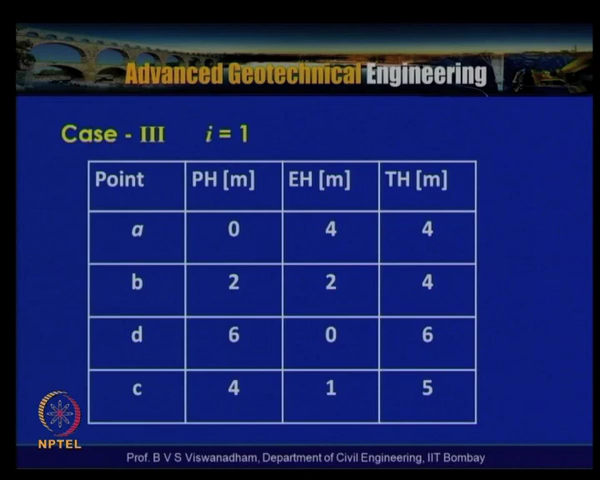 Advanced Geotechnical Engineering
Case - III i = 1
Point PH [m] EH [m] TH [m]
a 0 4 4
b 2 2 4
d 6 0 6
c 4 1 5
NPTEL
Prof. B V S Viswanadham, Department of Civil Engineering, IIT Bombay